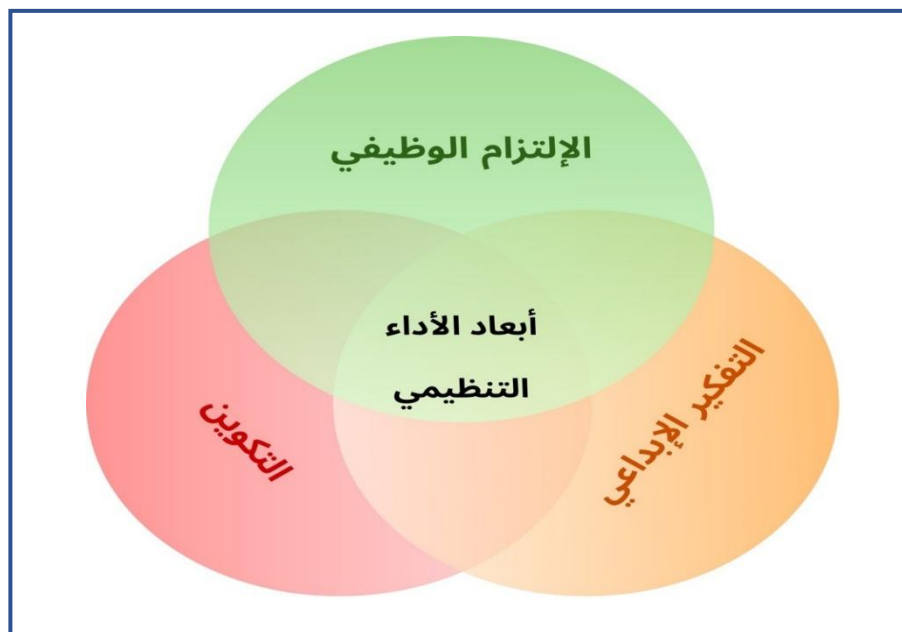 الإلتزام الوظيفي
أبعاد الأداء
التنظيمي
التفكير الإبداعي
التكوين